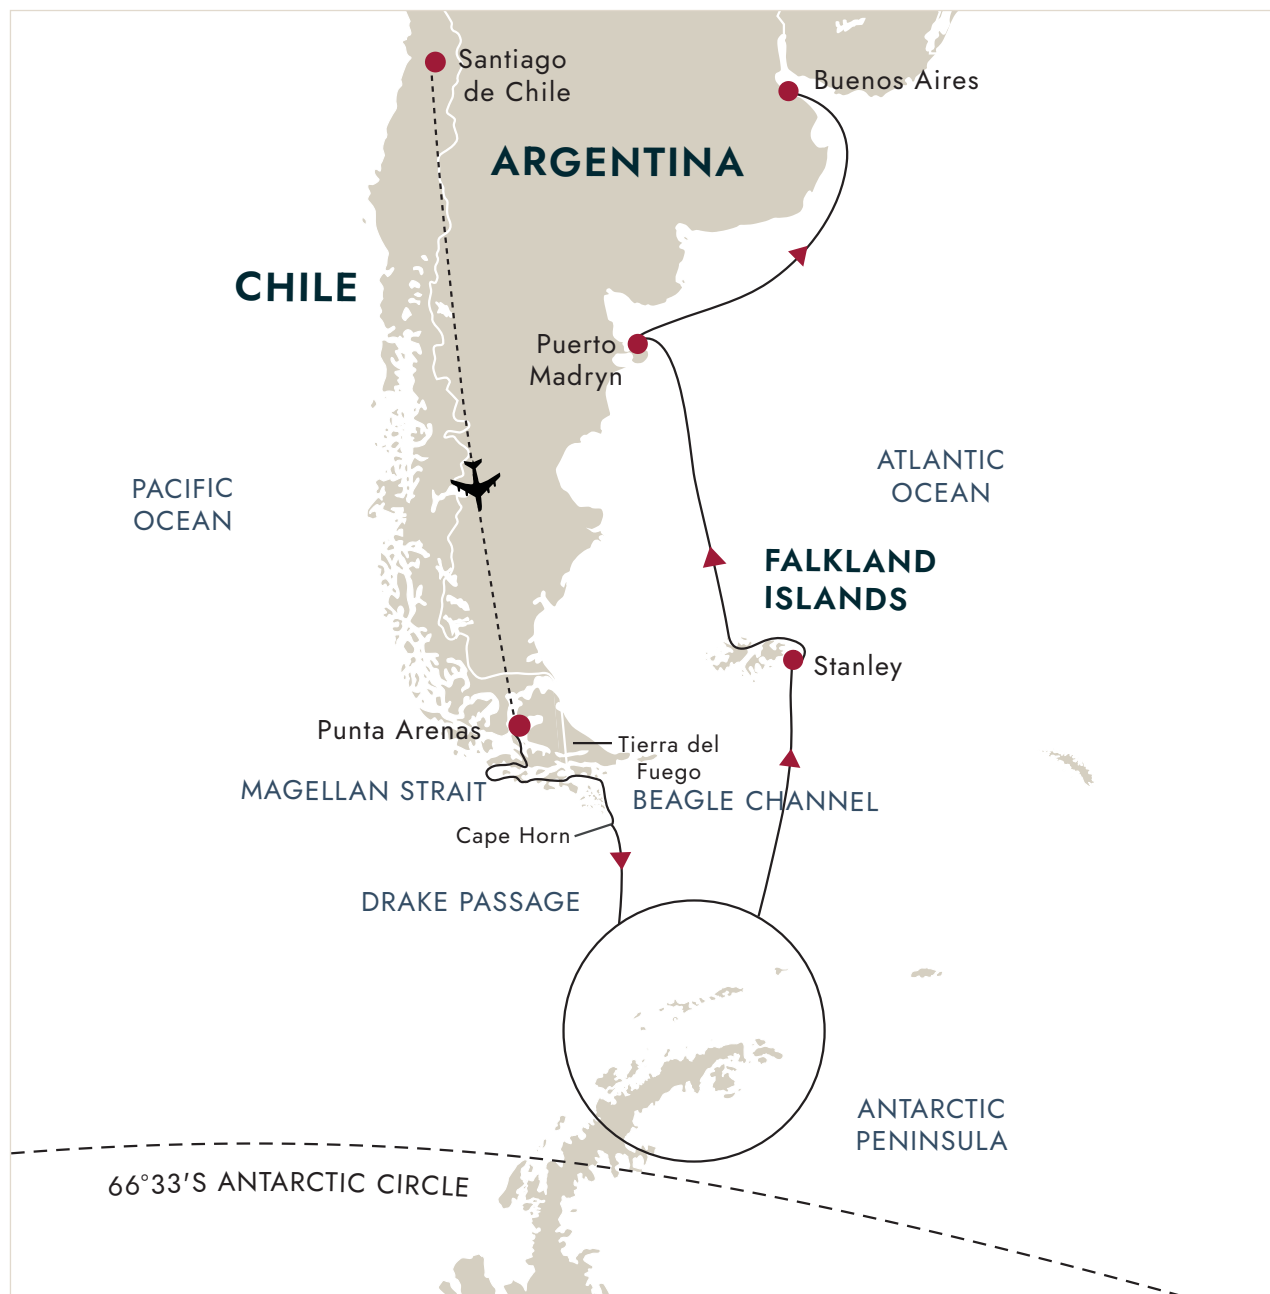 Santiago
de Chile
Buenos Aires
ARGENTINA
CHILE
Puerto
Madryn
PACIFIC
OCEAN
ATLANTIC
OCEAN
FALKLAND
ISLANDS
Stanley
Punta Arenas
Tierra del
Fuego
MAGELLAN STRAIT
BEAGLE CHANNEL
Cape Horn
DRAKE PASSAGE
ANTARCTIC
PENINSULA
66°33'S ANTARCTIC CIRCLE